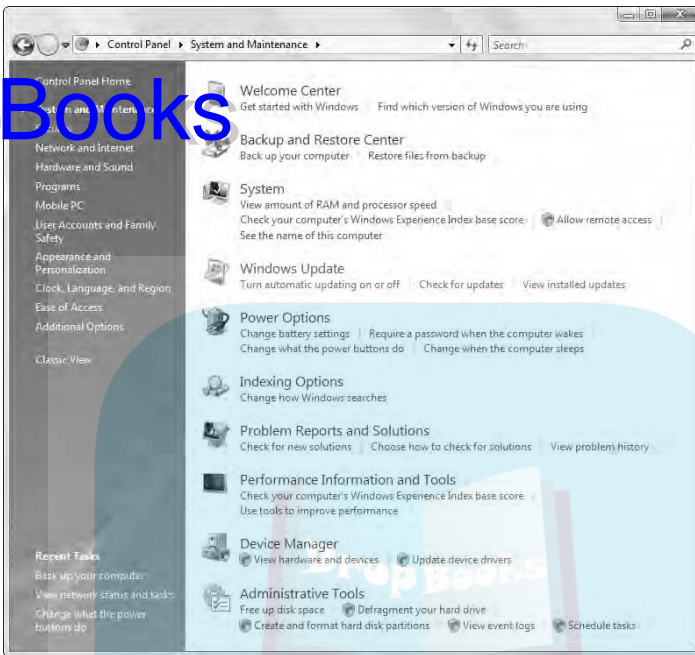 Control Panel ▸ System and Maintenance ▸
Search
Control Panel Home
System and Maintenance
Books
Network and Internet
Hardware and Sound
Programs
Mobile PC
User Accounts and Family
Safety
Appearance and
Personalization
Clock, Language, and Region
Ease of Access
Additional Options
Classic View
Recent Tasks
Back up your computer
View network status and tasks
Change what the power
buttons do
Welcome Center
Get started with Windows Find which version of Windows you are using
Backup and Restore Center
Back up your computer Restore files from backup
System
View amount of RAM and processor speed
Check your computer's Windows Experience Index base score Allow remote access
See the name of this computer
Windows Update
Turn automatic updating on or off Check for updates View installed updates
Power Options
Change battery settings Require a password when the computer wakes
Change what the power buttons do Change when the computer sleeps
Indexing Options
Change how Windows searches
Problem Reports and Solutions
Check for new solutions Choose how to check for solutions View problem history
Performance Information and Tools
Check your computer's Windows Experience Index base score
Use tools to improve performance
Device Manager
View hardware and devices Update device drivers
Drop Books
Administrative Tools
Free up disk space Defragment your hard drive
Create and format hard disk partitions View event logs Schedule tasks